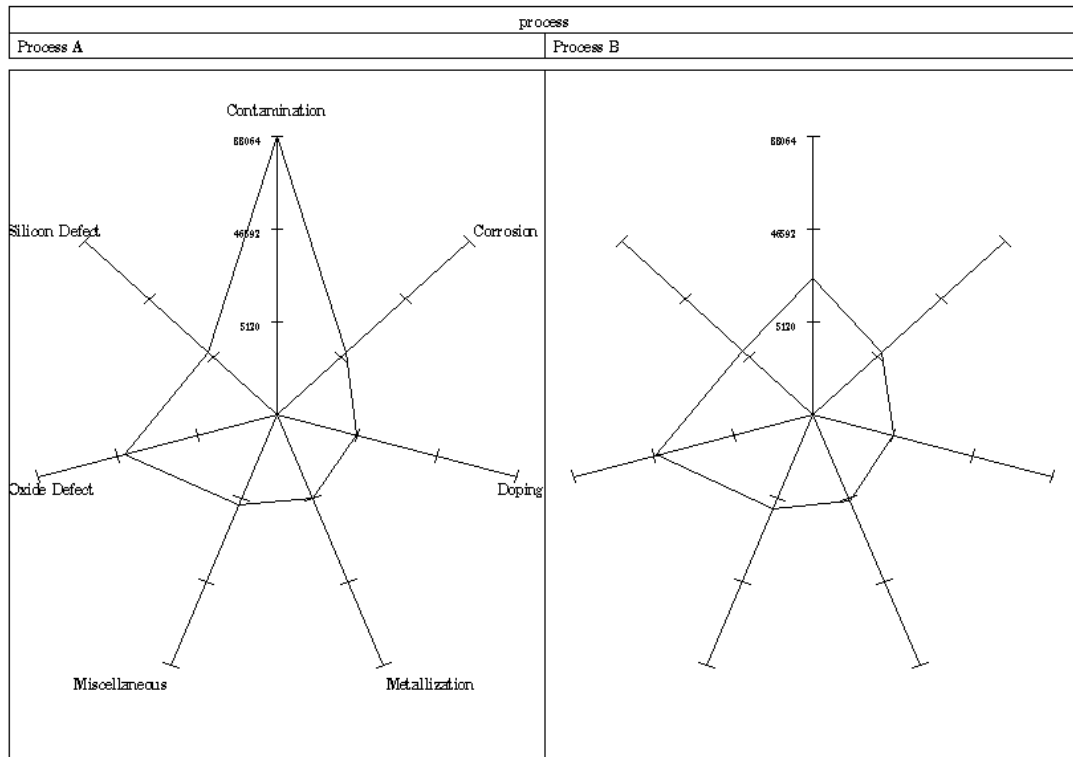 process
Process A
Process B
Contamination
88064
88064
Silicon Defect
46592
Corrosion
46592
5120
5120
Oxide Defect
Doping
Miscellaneous
Metallization